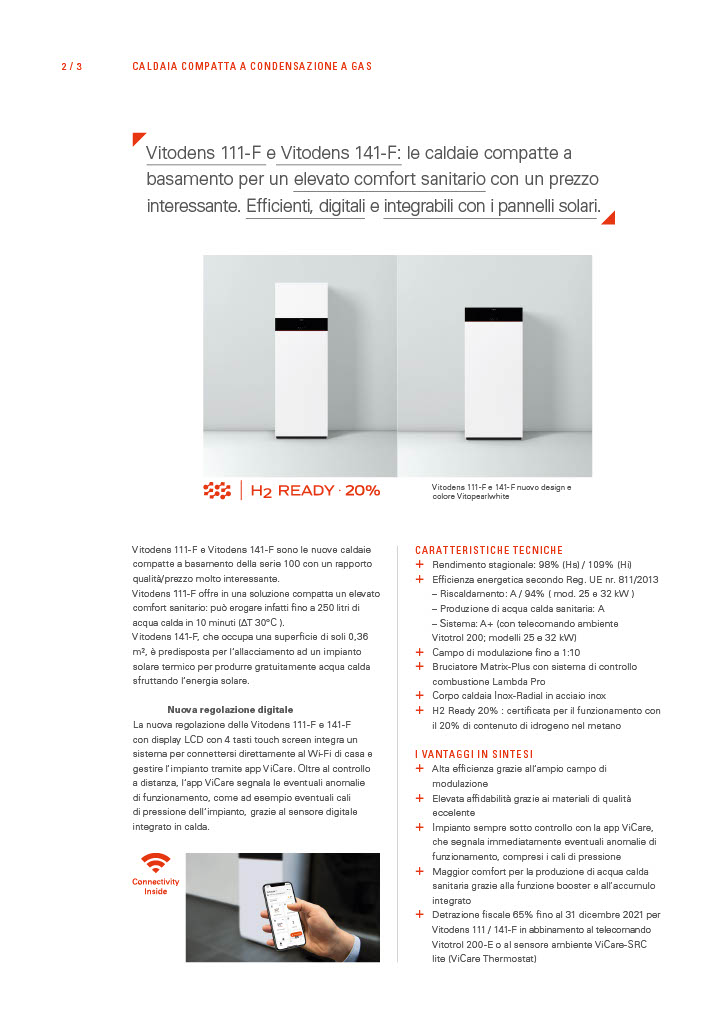 2 / 3
CALDAIA COMPATTA A CONDENSAZIONE A GAS
Vitodens 111-F e Vitodens 141-F: le caldaie compatte a
basamento per un elevato comfort sanitario con un prezzo
interessante. Efficienti, digitali e integrabili con i pannelli solari.
H2 READY · 20%
Vitodens 111-F e 141-F nuovo design e
colore Vitopearlwhite
Vitodens 111-F e Vitodens 141-F sono le nuove caldaie
compatte a basamento della serie 100 con un rapporto
qualità/prezzo molto interessante.
Vitodens 111-F offre in una soluzione compatta un elevato
comfort sanitario: può erogare infatti fino a 250 litri di
acqua calda in 10 minuti (ΔT 30°C ).
Vitodens 141-F, che occupa una superficie di soli 0,36
m², è predisposta per l'allacciamento ad un impianto
solare termico per produrre gratuitamente acqua calda
sfruttando l'energia solare.
Nuova regolazione digitale
La nuova regolazione delle Vitodens 111-F e 141-F
con display LCD con 4 tasti touch screen integra un
sistema per connettersi direttamente al Wi-Fi di casa e
gestire l'impianto tramite app ViCare. Oltre al controllo
a distanza, l'app ViCare segnala le eventuali anomalie
di funzionamento, come ad esempio eventuali cali
di pressione dell'impianto, grazie al sensore digitale
integrato in calda.
Connectivity
Inside
CARATTERISTICHE TECNICHE
+ Rendimento stagionale: 98% (Hs) / 109% (Hi)
+ Efficienza energetica secondo Reg. UE nr. 811/2013
– Riscaldamento: A / 94% ( mod. 25 e 32 kW )
– Produzione di acqua calda sanitaria: A
– Sistema: A+ (con telecomando ambiente
Vitotrol 200; modelli 25 e 32 kW)
+ Campo di modulazione fino a 1:10
+ Bruciatore Matrix-Plus con sistema di controllo
combustione Lambda Pro
+ Corpo caldaia Inox-Radial in acciaio inox
+ H2 Ready 20% : certificata per il funzionamento con
il 20% di contenuto di idrogeno nel metano
I VANTAGGI IN SINTESI
+ Alta efficienza grazie all'ampio campo di
modulazione
+ Elevata affidabilità grazie ai materiali di qualità
eccelente
+ Impianto sempre sotto controllo con la app ViCare,
che segnala immediatamente eventuali anomalie di
funzionamento, compresi i cali di pressione
+ Maggior comfort per la produzione di acqua calda
sanitaria grazie alla funzione booster e all'accumulo
integrato
+ Detrazione fiscale 65% fino al 31 dicembre 2021 per
Vitodens 111 / 141-F in abbinamento al telecomando
Vitotrol 200-E o al sensore ambiente ViCare-SRC
lite (ViCare Thermostat)